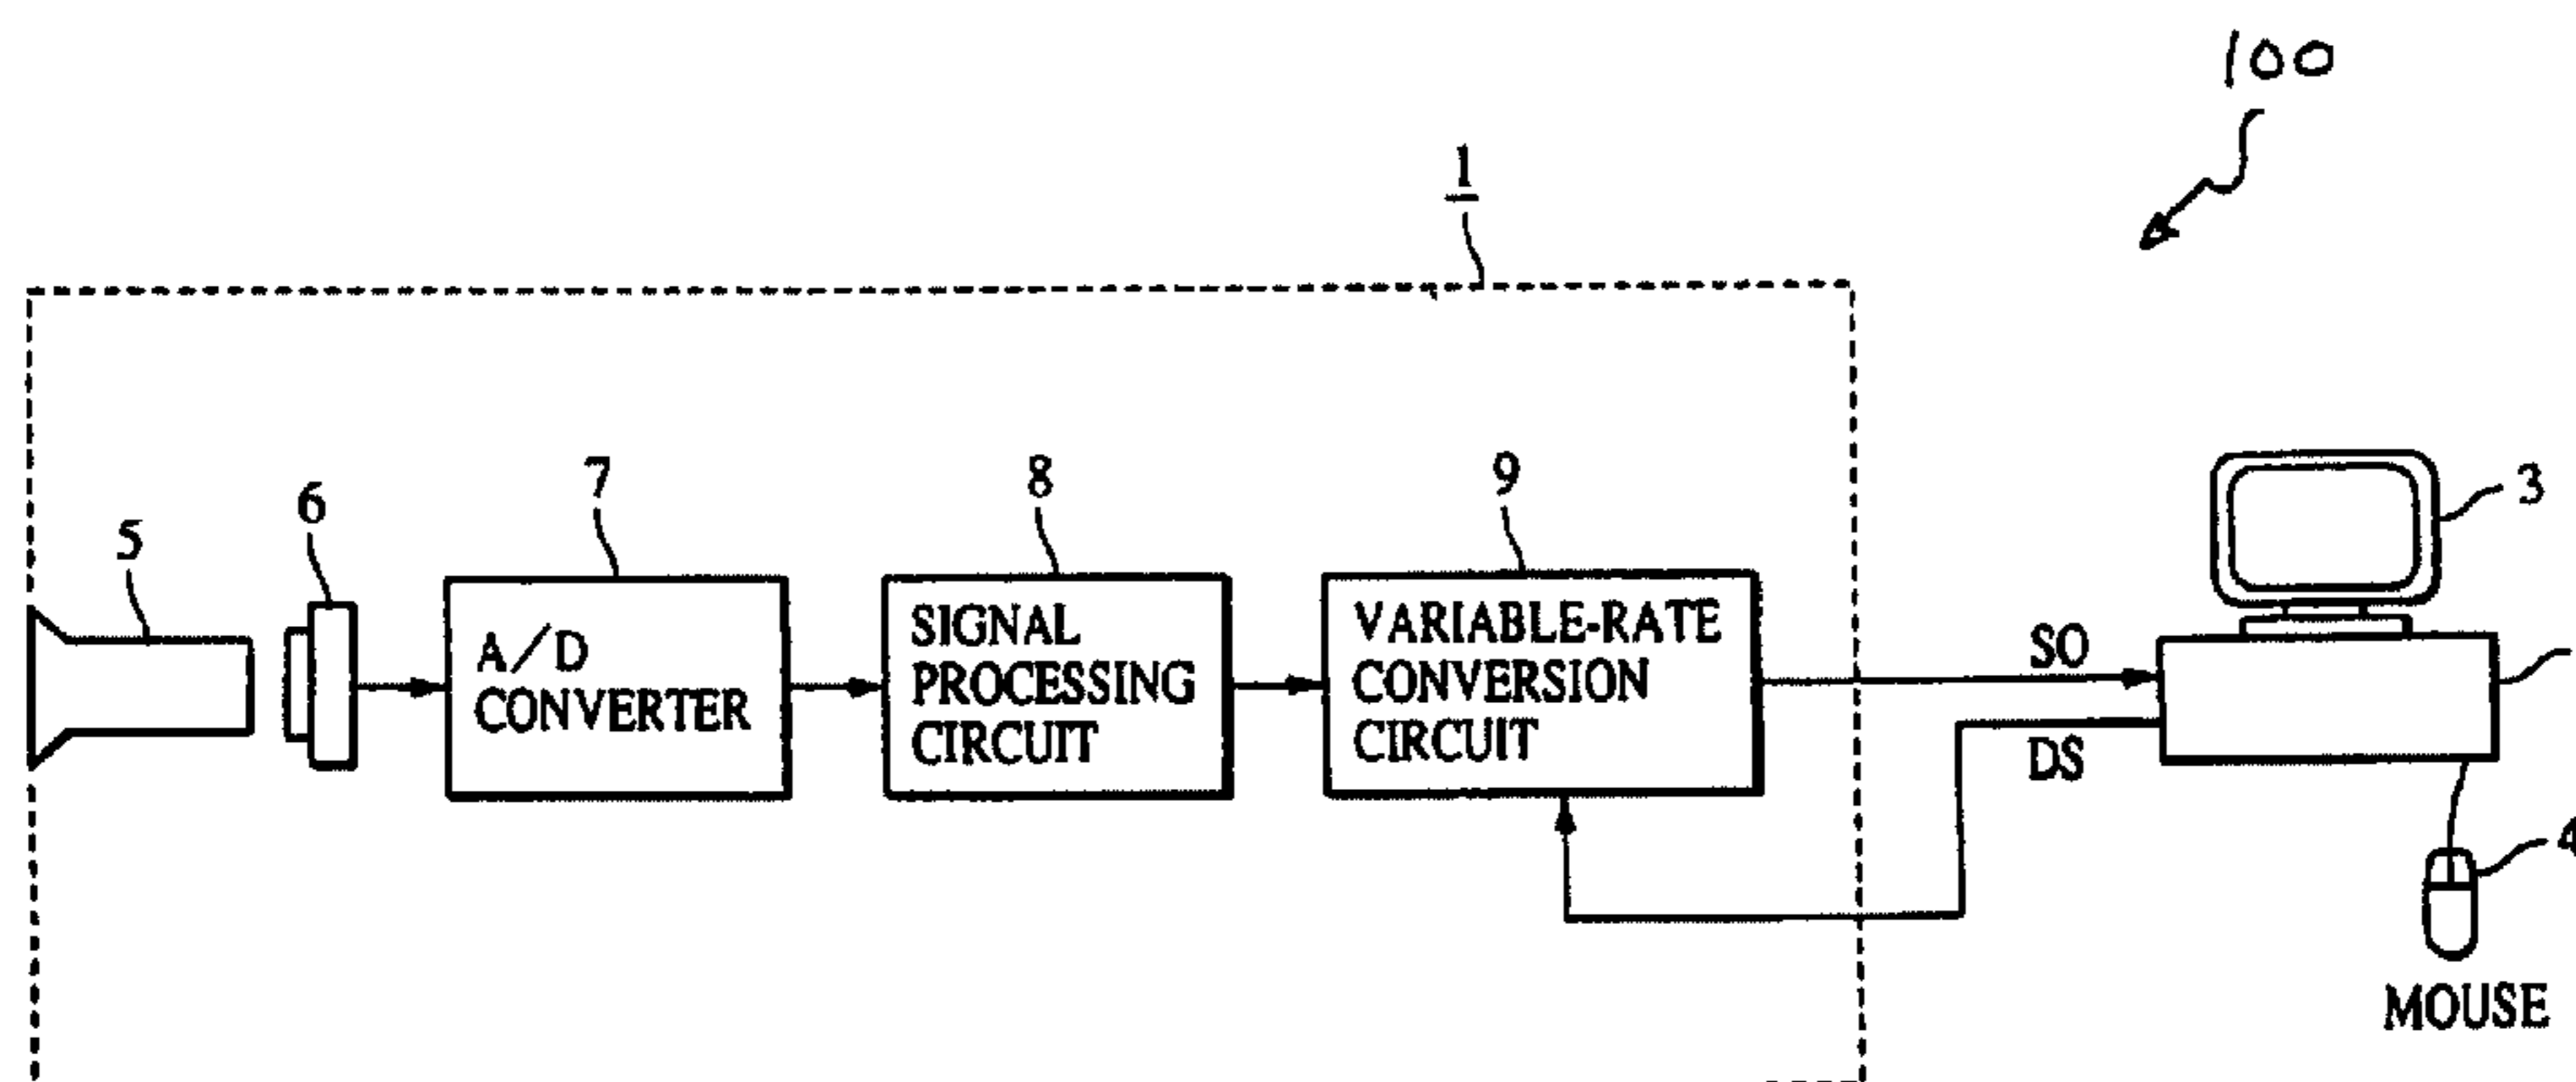 100
1
5
6
7
8
9
3
A/D
CONVERTER
SIGNAL
PROCESSING
CIRCUIT
VARIABLE-RATE
CONVERSION
CIRCUIT
SO
DS
4
MOUSE